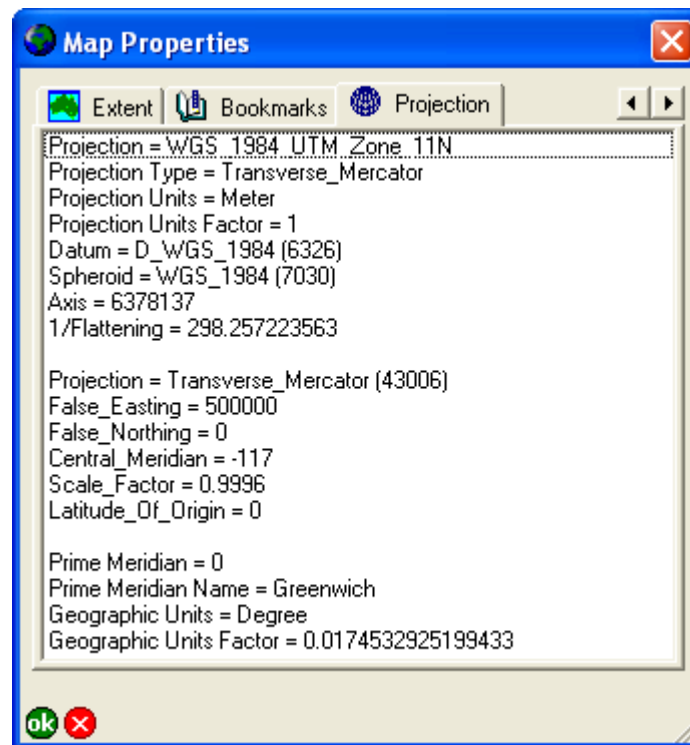 Map Properties
Extent Bookmarks Projection
Projection = WGS_1984_UTM_Zone_11N
Projection Type = Transverse_Mercator
Projection Units = Meter
Projection Units Factor = 1
Datum = D_WGS_1984 (6326)
Spheroid = WGS_1984 (7030)
Axis = 6378137
1/Flattening = 298.257223563
Projection = Transverse_Mercator (43006)
False_Easting = 500000
False_Northing = 0
Central_Meridian = -117
Scale_Factor = 0.9996
Latitude_Of_Origin = 0
Prime Meridian = 0
Prime Meridian Name = Greenwich
Geographic Units = Degree
Geographic Units Factor = 0.0174532925199433
ok